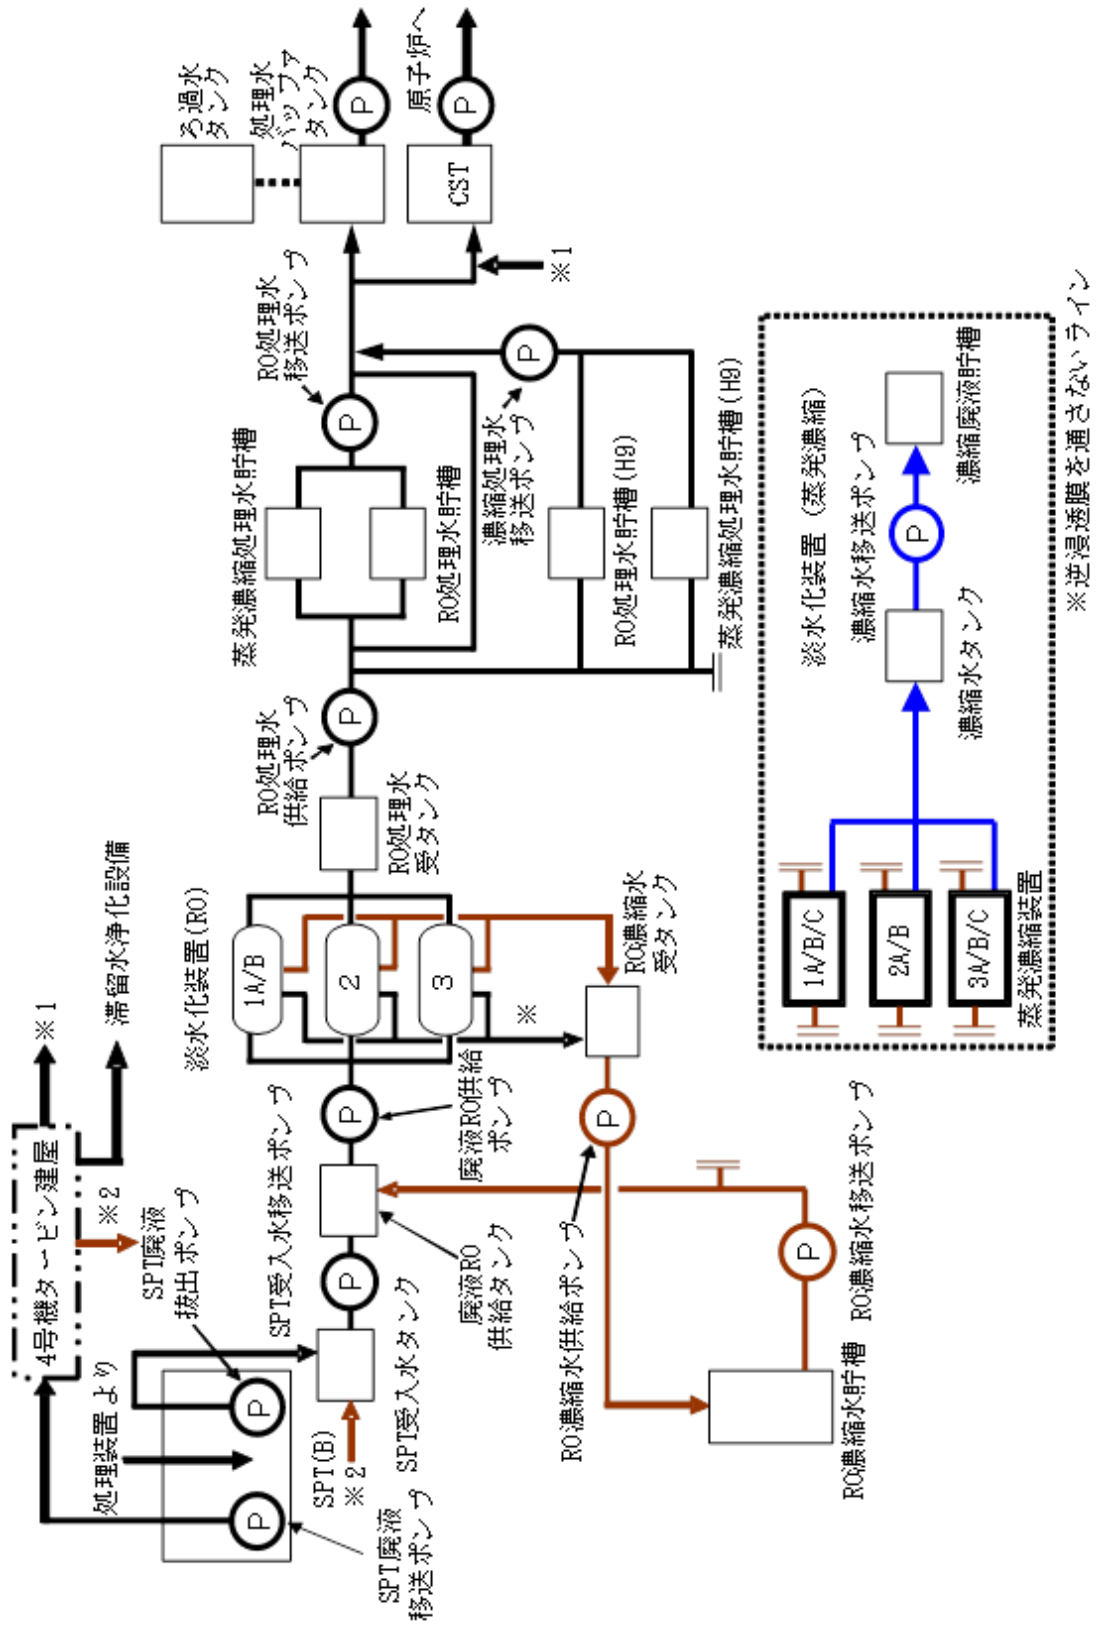 4号機タービン建屋
※1
滞留水浄化設備
※2
SPT廃液
抜出ポンプ
処理装置より
P
P
SPT廃液
移送ポンプ
SPT(B)
※2
SPT受入水タンク
P
SPT受入水移送ポンプ
廃液RO
供給タンク
P
廃液RO供給
ポンプ
淡水化装置(RO)
1A/B
2
3
※
RO濃縮水
受タンク
P
RO濃縮水供給ポンプ
RO濃縮水貯槽
P
RO濃縮水移送ポンプ
RO処理水
受タンク
P
RO処理水
供給ポンプ
蒸発濃縮処理水貯槽
RO処理水貯槽
P
RO処理水
移送ポンプ
P
濃縮処理水
移送ポンプ
RO処理水貯槽(H9)
蒸発濃縮処理水貯槽(H9)
※1
ろ過水
タンク
処理水
バッファ
タンク
P
CST
P
原子炉へ
淡水化装置(蒸発濃縮)
1A/B/C
2A/B
3A/B/C
蒸発濃縮装置
濃縮水タンク
P
濃縮水移送ポンプ
濃縮廃液貯槽
※逆浸透膜を通さないライン